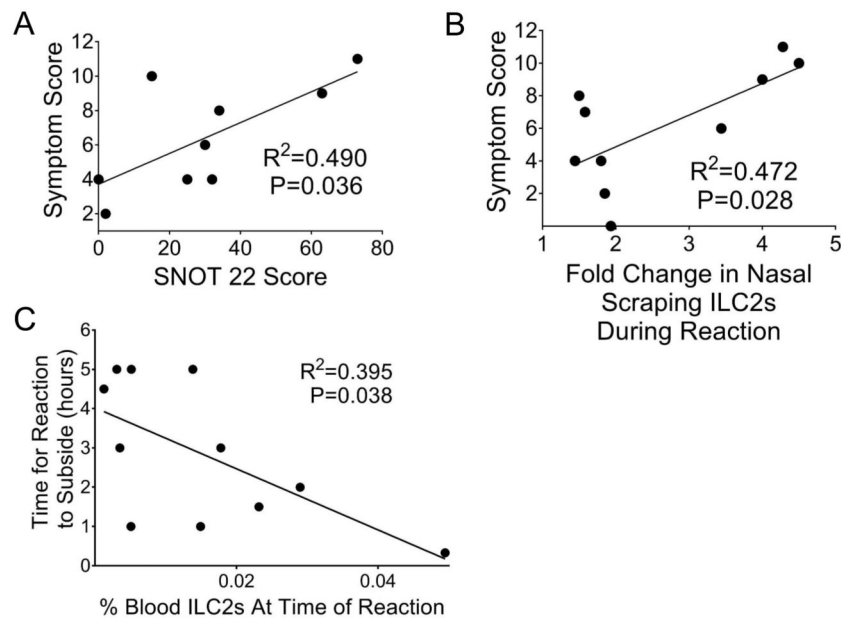 A
Symptom Score
12
10
8
6
4
2
R²=0.490
P=0.036
0 20 40 60 80
SNOT 22 Score
B
Symptom Score
12
10
8
6
4
2
R²=0.472
P=0.028
1 2 3 4 5
Fold Change in Nasal
Scraping ILC2s
During Reaction
C
Time for Reaction
to Subside (hours)
6
5
4
3
2
1
0
R²=0.395
P=0.038
0.02 0.04
% Blood ILC2s At Time of Reaction